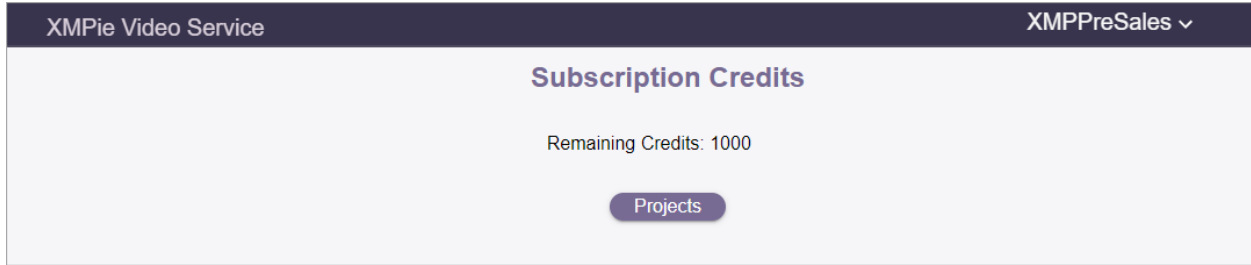 XMPie Video Service
XMPPreSales
Subscription Credits
Remaining Credits: 1000
Projects